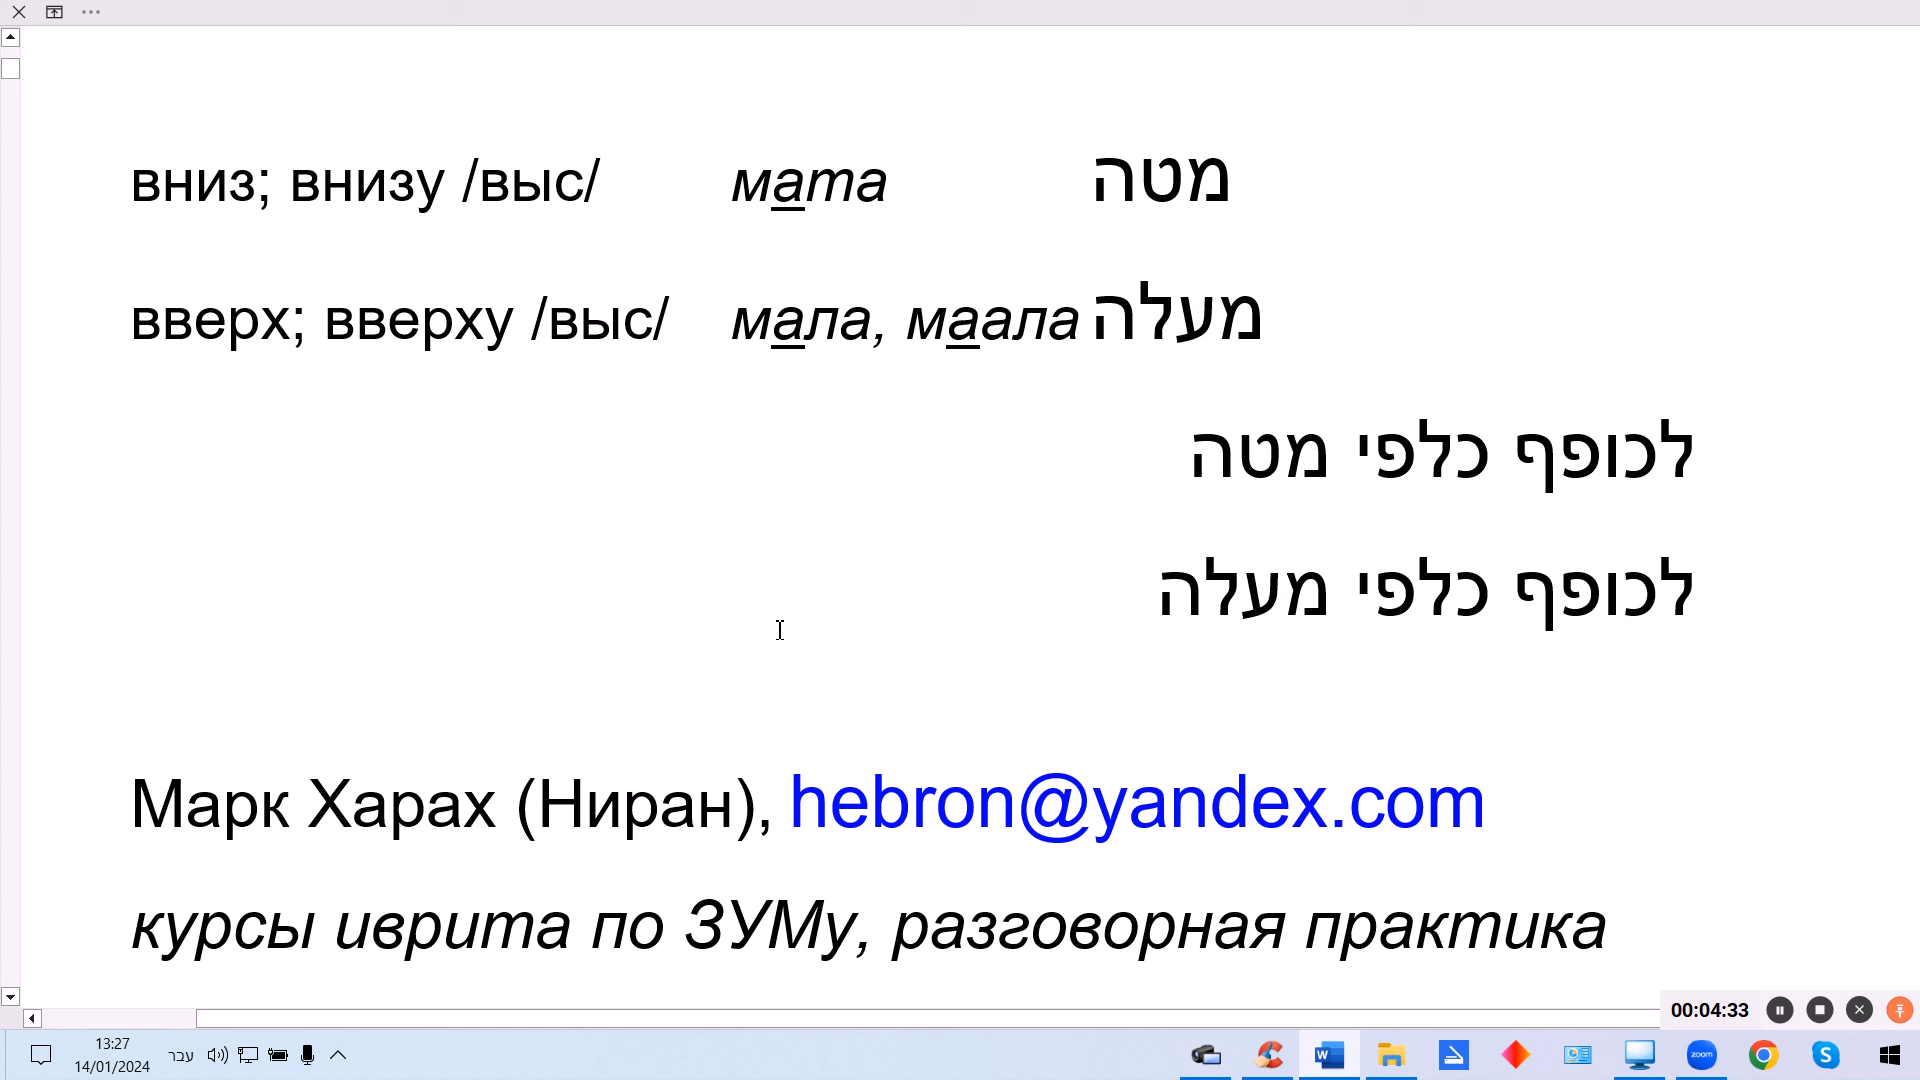 вниз; внизу /выс/ мата מטה
вверх; вверху /выс/ мала, маала מעלה
לכופף כלפי מטה
לכופף כלפי מעלה
Марк Харах (Ниран), hebron@yandex.com
курсы иврита по ЗУМу, разговорная практика
00:04:33
13:27
14/01/2024
עבר
zoom